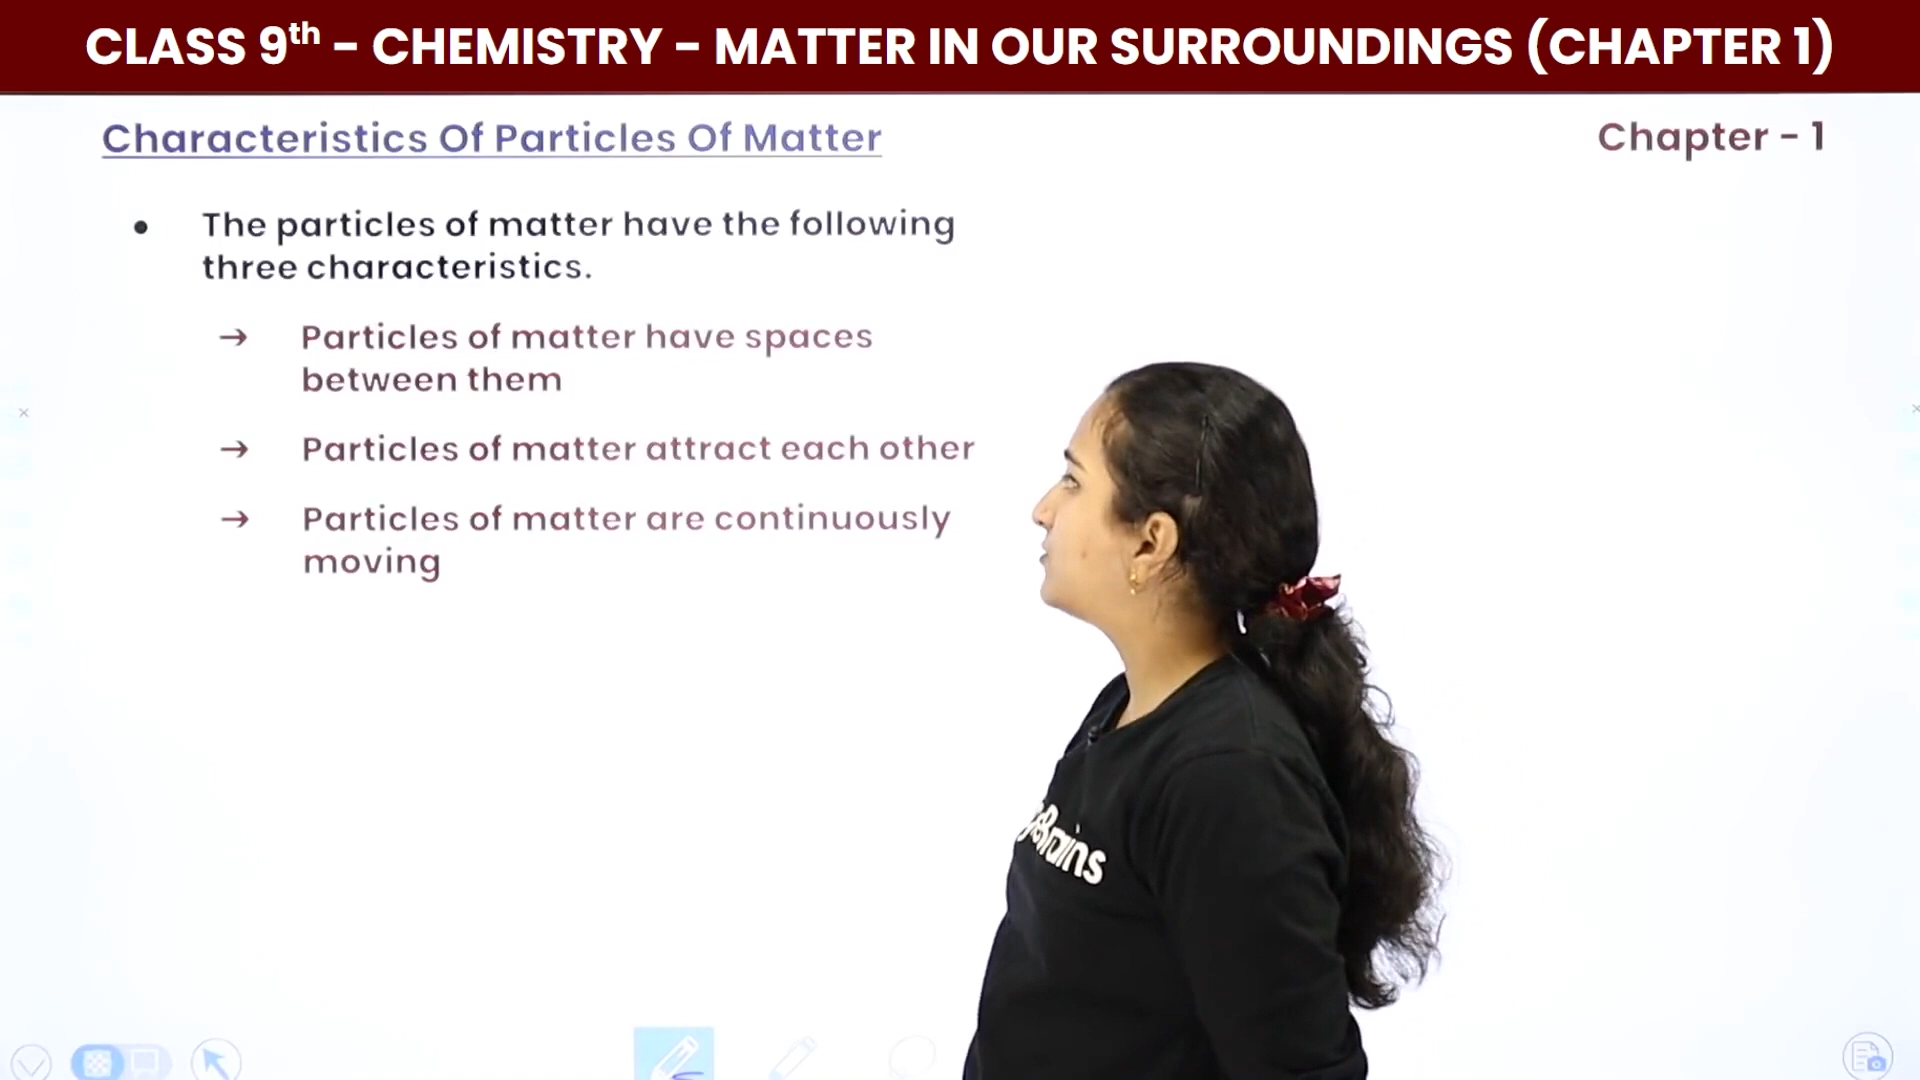 CLASS 9th – CHEMISTRY – MATTER IN OUR SURROUNDINGS (CHAPTER 1)
Characteristics Of Particles Of Matter
Chapter - 1
• The particles of matter have the following
three characteristics.
→ Particles of matter have spaces
between them
→ Particles of matter attract each other
→ Particles of matter are continuously
moving